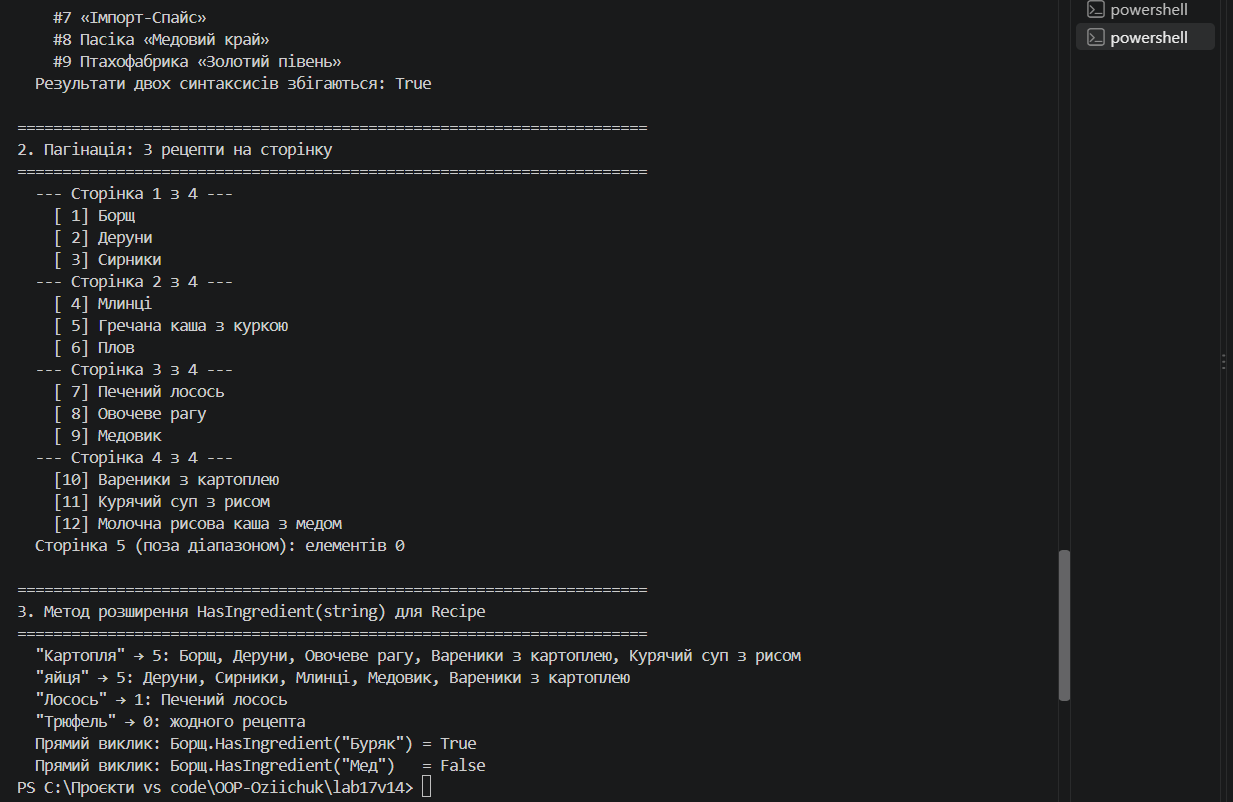 #7 «Імпорт-Спайс»
#8 Пасіка «Медовий край»
#9 Птахофабрика «Золотий півень»
Результати двох синтаксисів збігаються: True
======================================================================
2. Пагінація: 3 рецепти на сторінку
======================================================================
--- Сторінка 1 з 4 ---
[ 1] Борщ
[ 2] Деруни
[ 3] Сирники
--- Сторінка 2 з 4 ---
[ 4] Млинці
[ 5] Гречана каша з куркою
[ 6] Плов
--- Сторінка 3 з 4 ---
[ 7] Печений лосось
[ 8] Овочеве рагу
[ 9] Медовик
--- Сторінка 4 з 4 ---
[10] Вареники з картоплею
[11] Курячий суп з рисом
[12] Молочна рисова каша з медом
Сторінка 5 (поза діапазоном): елементів 0
======================================================================
3. Метод розширення HasIngredient(string) для Recipe
======================================================================
"Картопля" → 5: Борщ, Деруни, Овочеве рагу, Вареники з картоплею, Курячий суп з рисом
"яйця" → 5: Деруни, Сирники, Млинці, Медовик, Вареники з картоплею
"Лосось" → 1: Печений лосось
"Трюфель" → 0: жодного рецепта
Прямий виклик: Борщ.HasIngredient("Буряк") = True
Прямий виклик: Борщ.HasIngredient("Мед")   = False
PS C:\Проєкти vs code\OOP-Oziichuk\lab17v14>
powershell
powershell